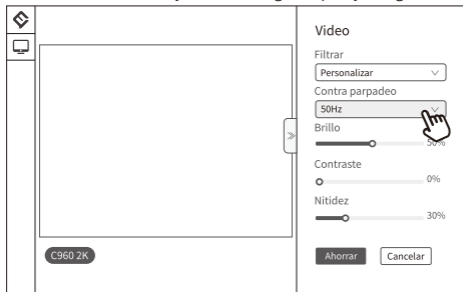 Video
Filtrar
Personalizar
Contra parpadeo
50Hz
Brillo
50%
Contraste
0%
Nitidez
30%
C960 2K
Ahorrar
Cancelar